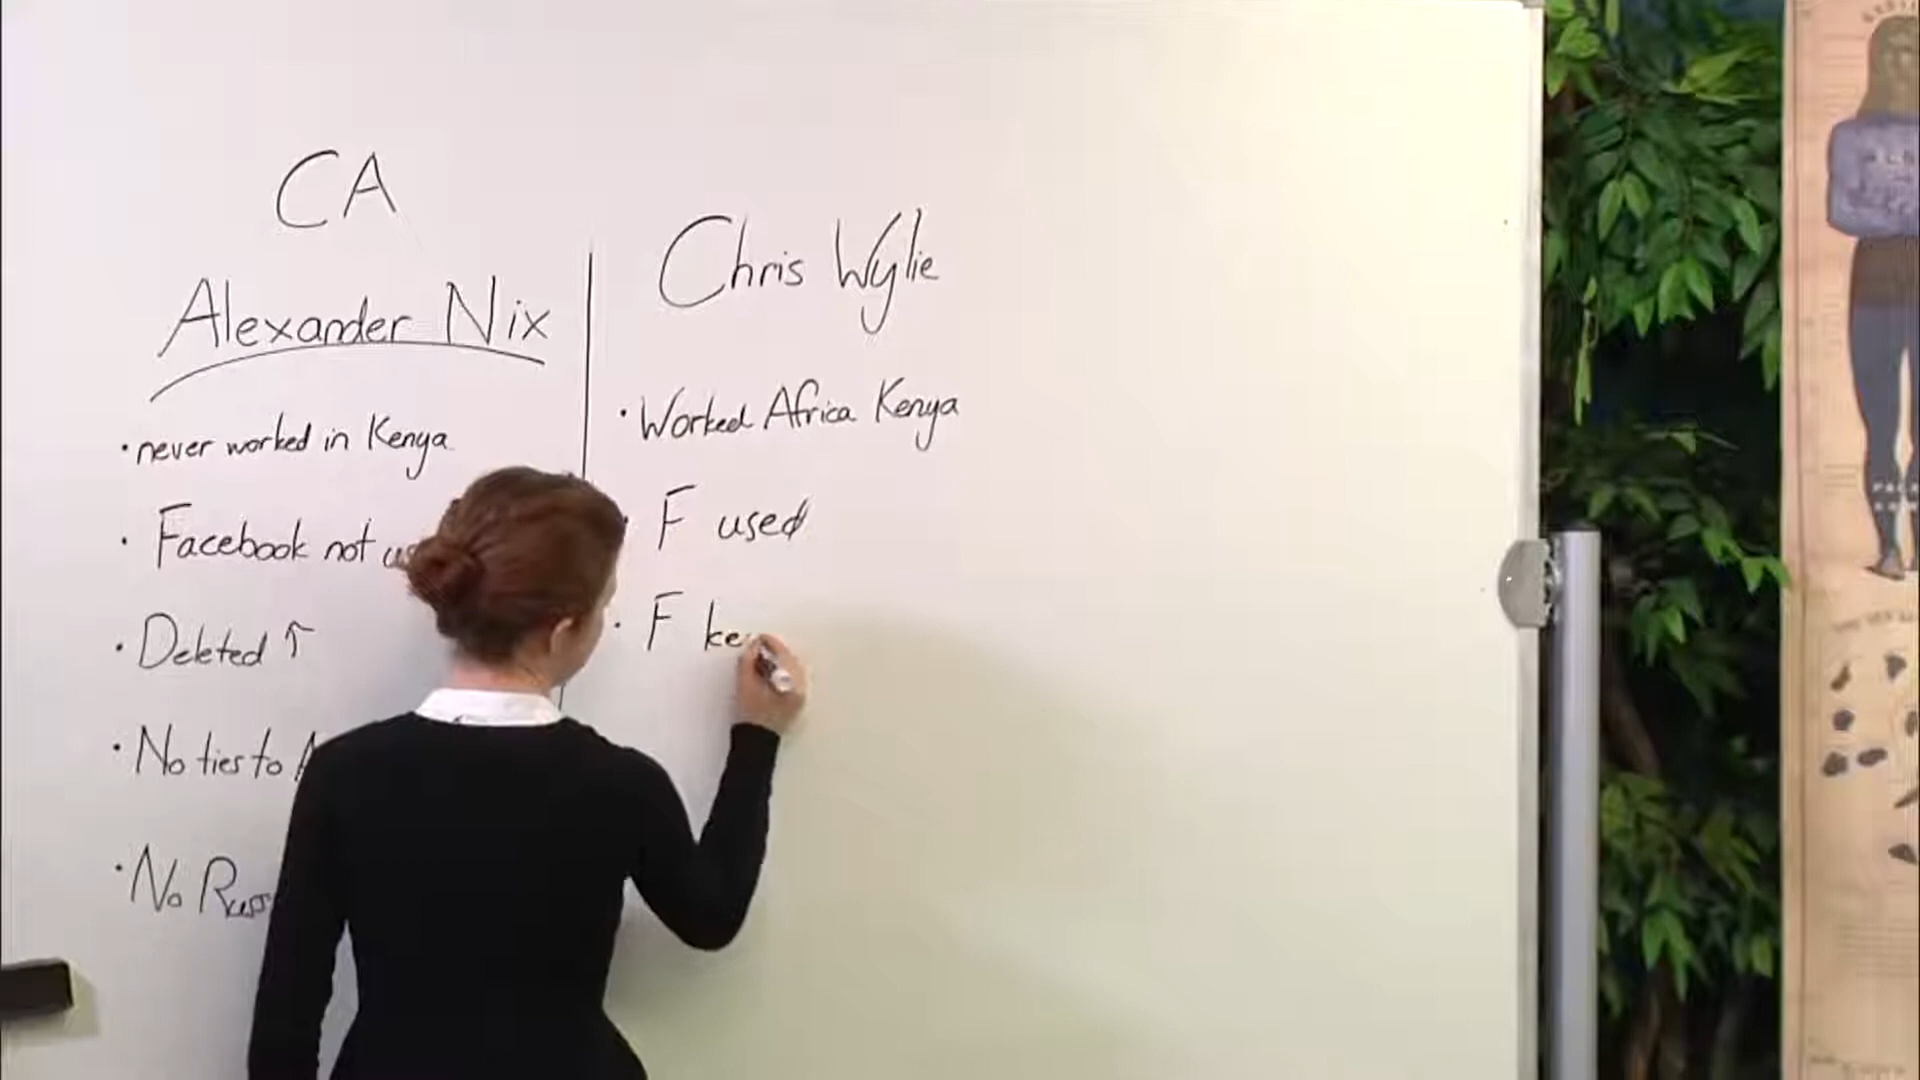 CA
Alexander Nix
• never worked in Kenya
• Facebook not
• Deleted ↑
• No ties to
• No
Chris Wylie
• Worked Africa Kenya
• F used
• F